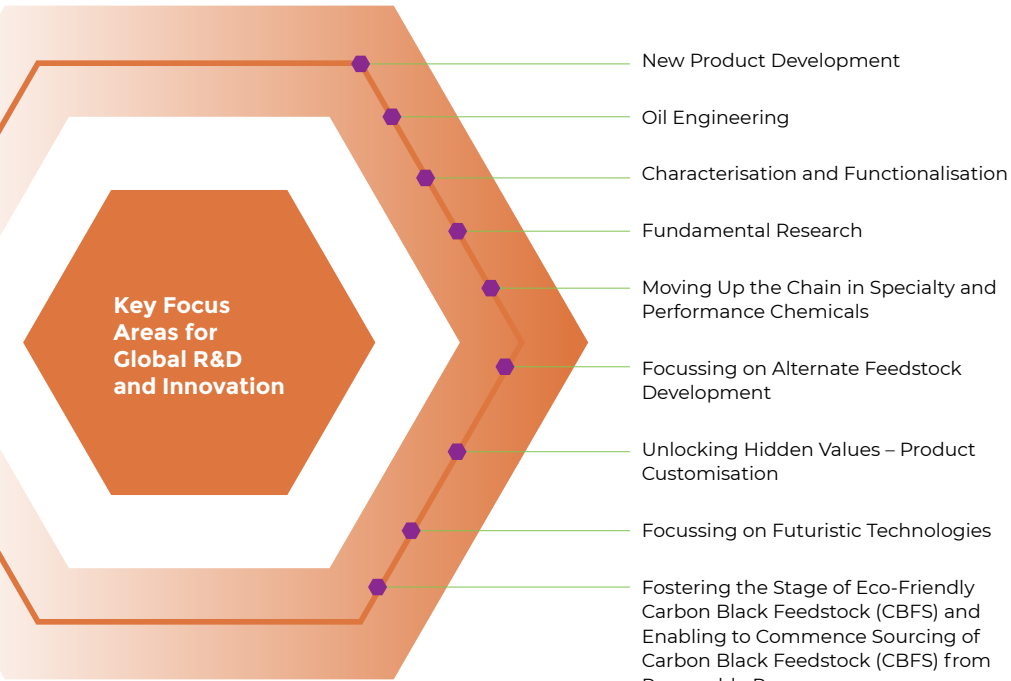 Key Focus
Areas for
Global R&D
and Innovation
New Product Development
Oil Engineering
Characterisation and Functionalisation
Fundamental Research
Moving Up the Chain in Specialty and
Performance Chemicals
Focussing on Alternate Feedstock
Development
Unlocking Hidden Values – Product
Customisation
Focussing on Futuristic Technologies
Fostering the Stage of Eco-Friendly
Carbon Black Feedstock (CBFS) and
Enabling to Commence Sourcing of
Carbon Black Feedstock (CBFS) from